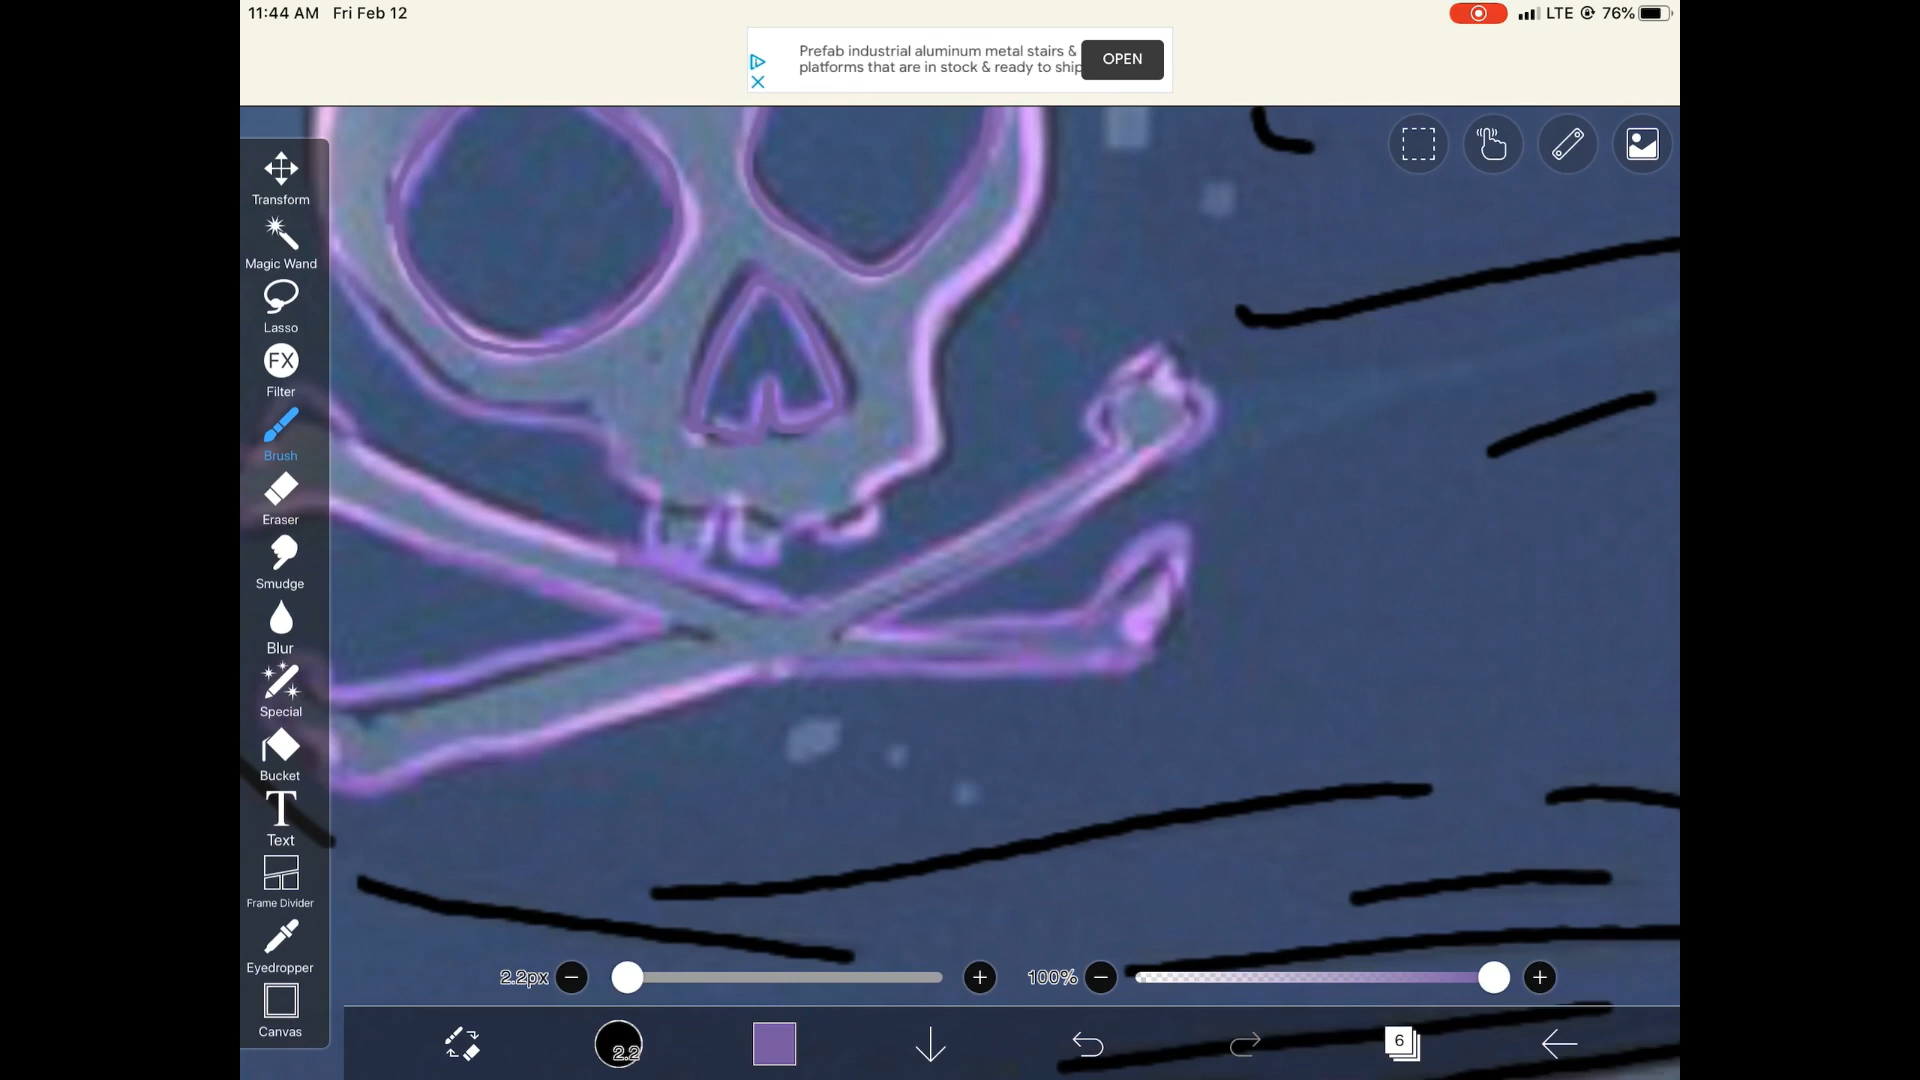 11:44 AM Fri Feb 12
LTE 76%
Prefab industrial aluminum metal stairs &
platforms that are in stock & ready to ship
OPEN
Transform
Magic Wand
Lasso
FX
Filter
Brush
Eraser
Smudge
Blur
Special
Bucket
T
Text
Frame Divider
Eyedropper
Canvas
2.2px
100%
2.2
6